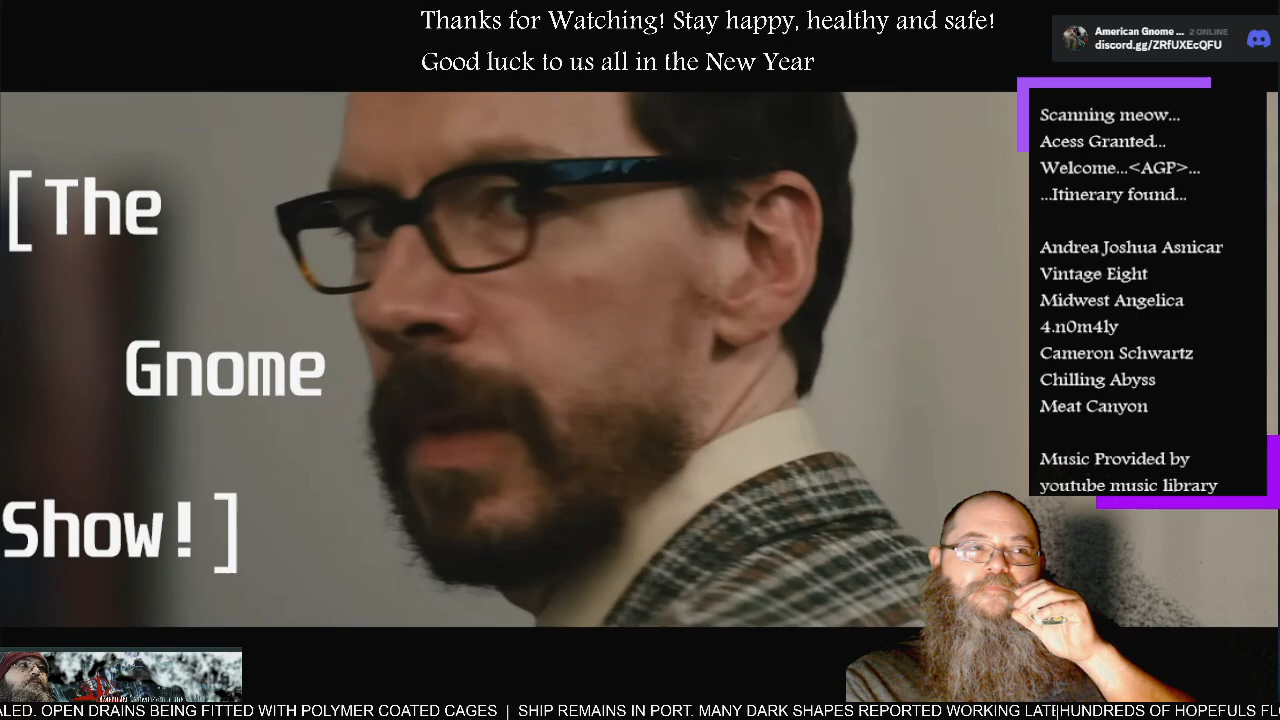 Thanks for Watching! Stay happy, healthy and safe!
Good luck to us all in the New Year
American Gnome ... 2 ONLINE
discord.gg/ZRfUXEcQFU
Scanning meow...
Acess Granted...
Welcome...<AGP>...
...Itinerary found...
Andrea Joshua Asnicar
Vintage Eight
Midwest Angelica
4.n0m4ly
Cameron Schwartz
Chilling Abyss
Meat Canyon
Music Provided by
youtube music library
[The
Gnome
Show!]
ALED. OPEN DRAINS BEING FITTED WITH POLYMER COATED CAGES | SHIP REMAINS IN PORT. MANY DARK SHAPES REPORTED WORKING LATE|HUNDREDS OF HOPEFULS FL